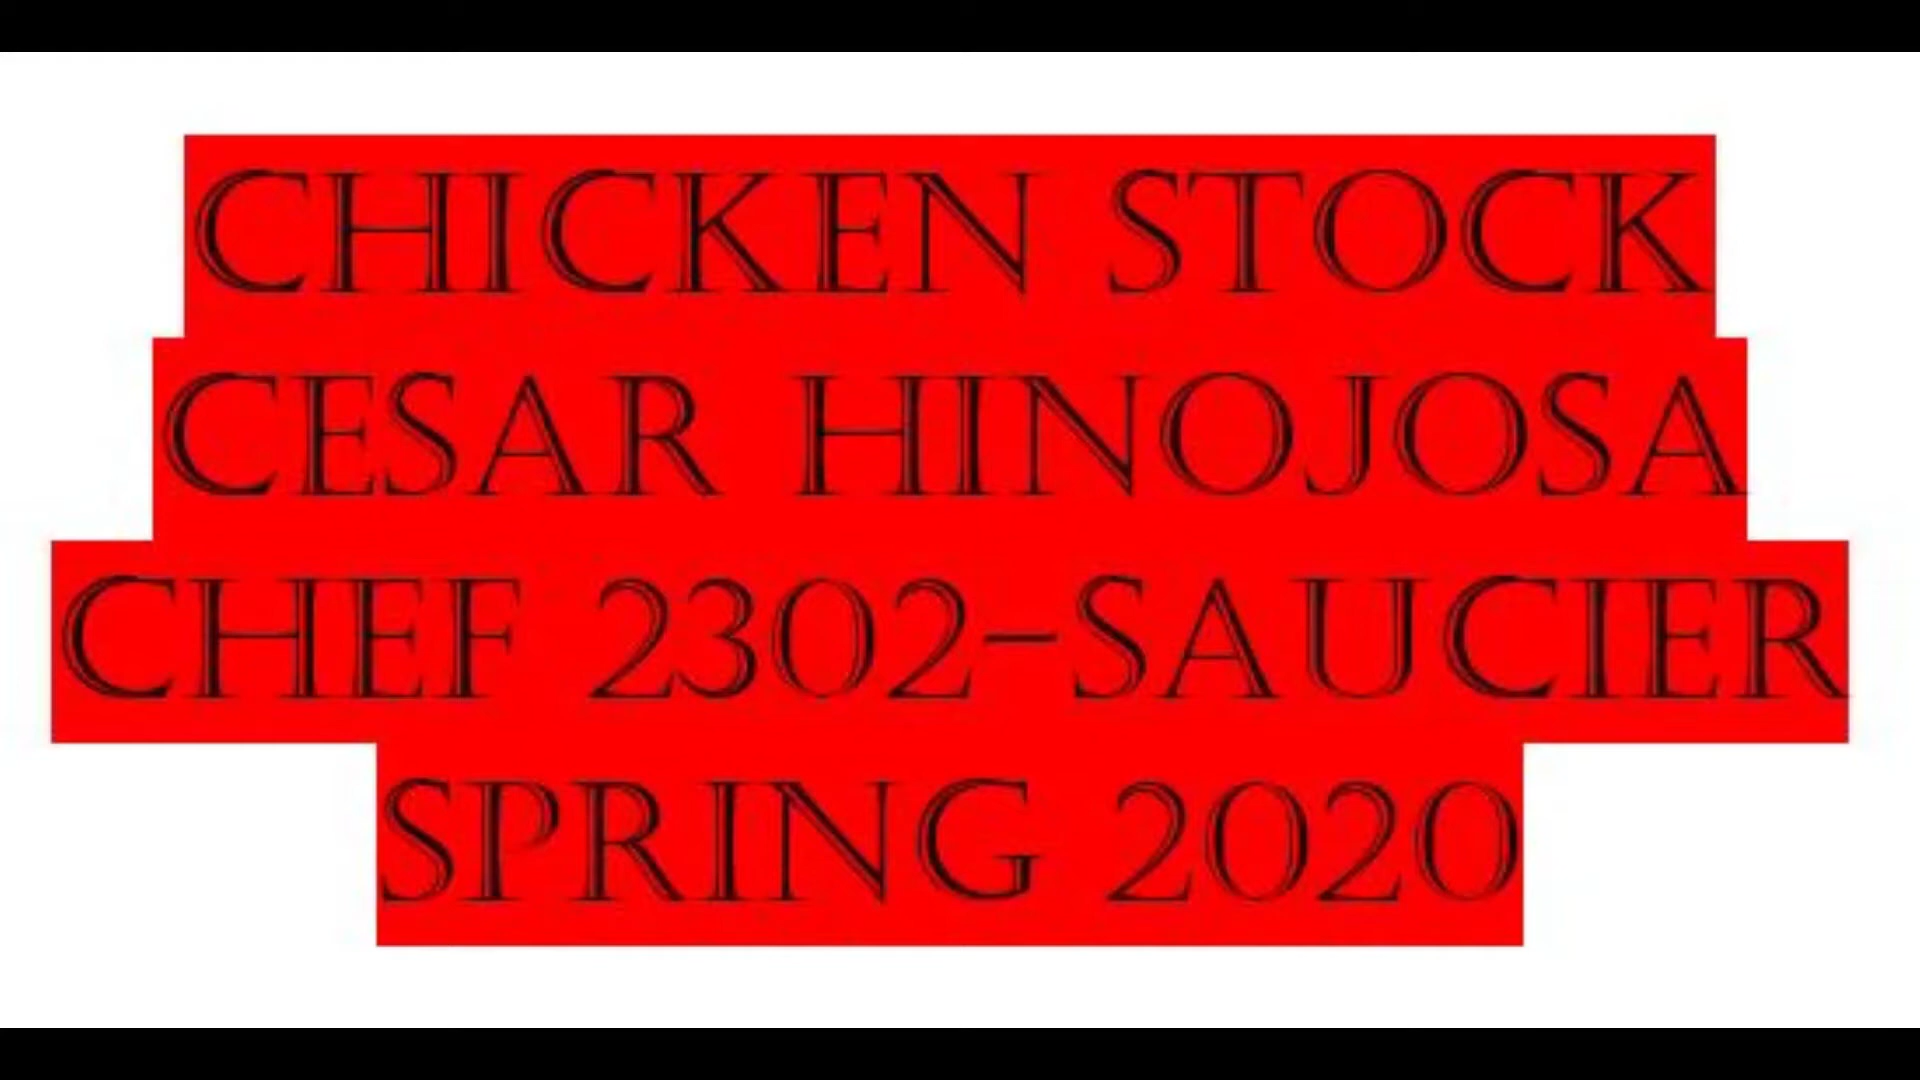 CHICKEN STOCK
CESAR HINOJOSA
CHEF 2302-SAUCIER
SPRING 2020